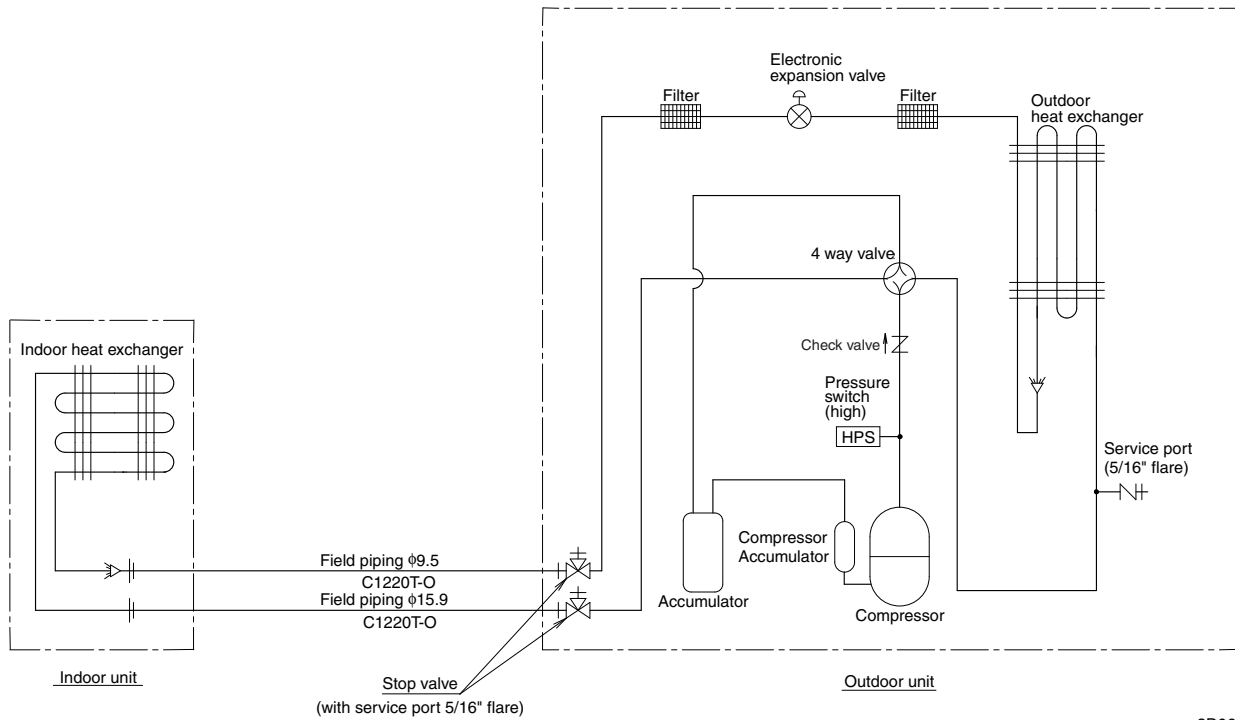 Electronic
expansion valve
Filter
Filter
Outdoor
heat exchanger
4 way valve
Indoor heat exchanger
Check valve
Pressure
switch
(high)
HPS
Service port
(5/16" flare)
Compressor
Accumulator
Field piping ϕ9.5
C1220T-O
Field piping ϕ15.9
C1220T-O
Accumulator
Compressor
Indoor unit
Stop valve
(with service port 5/16" flare)
Outdoor unit